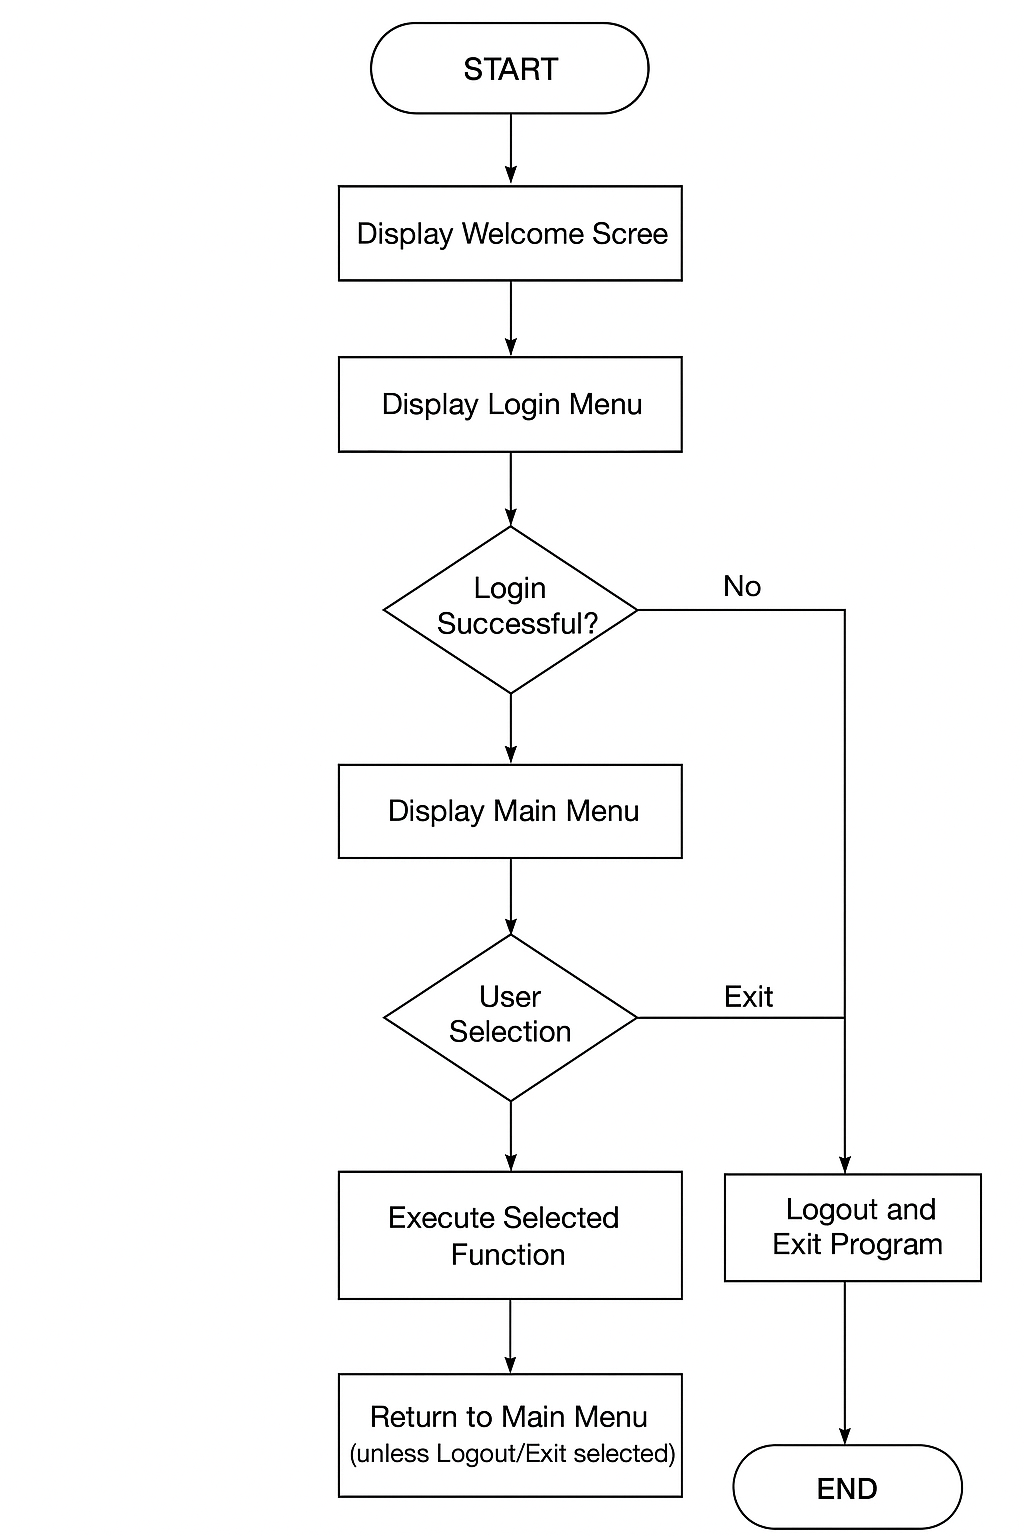 START
Display Welcome Scree
Display Login Menu
Login
Successful?
No
Display Main Menu
User
Selection
Exit
Execute Selected
Function
Logout and
Exit Program
Return to Main Menu
(unless Logout/Exit selected)
END